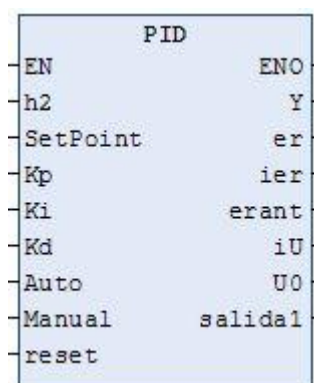 PID
EN ENO
h2 Y
SetPoint er
Kp ier
Ki erant
Kd iU
Auto U0
Manual salida1
reset